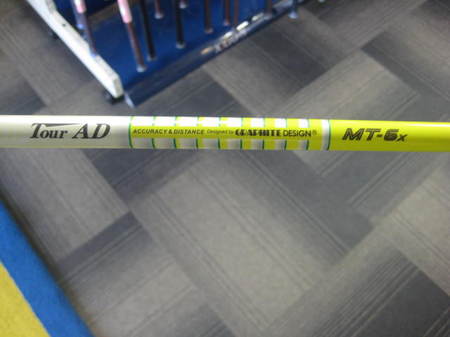 Tour AD ACCURACY & DISTANCE Designed by GRAPHITE DESIGN® MT-6x